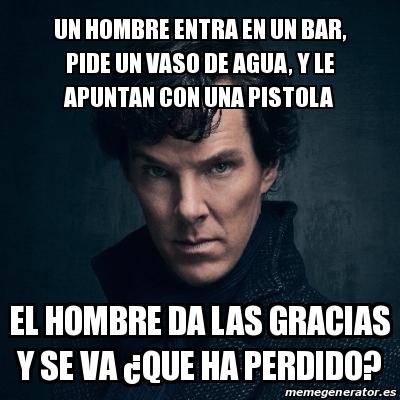 UN HOMBRE ENTRA EN UN BAR,
PIDE UN VASO DE AGUA, Y LE
APUNTAN CON UNA PISTOLA
EL HOMBRE DA LAS GRACIAS
Y SE VA ¿QUE HA PERDIDO?
memegenerator.es